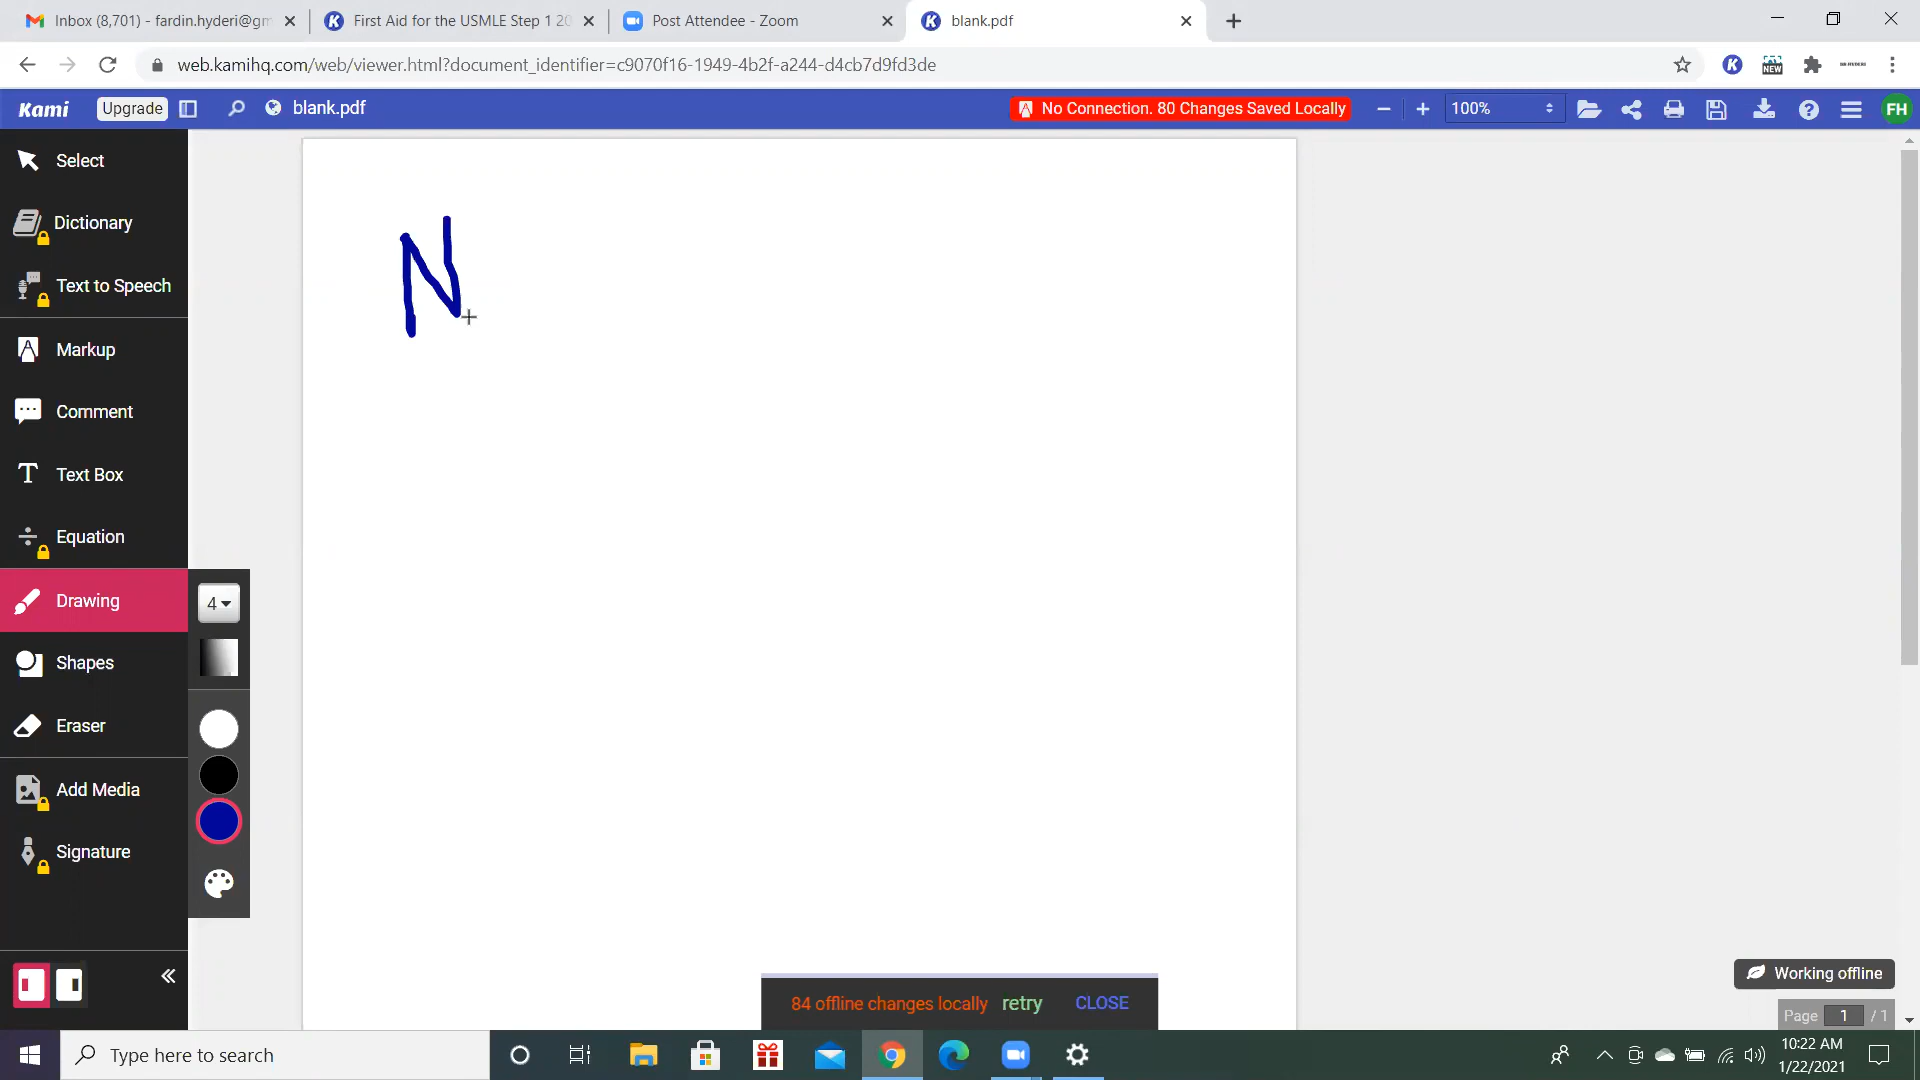 Inbox (8,701) - fardin.hyderi@gm
First Aid for the USMLE Step 1 20
Post Attendee - Zoom
blank.pdf
web.kamihq.com/web/viewer.html?document_identifier=c9070f16-1949-4b2f-a244-d4cb7d9fd3de
NEW
Kami
Upgrade
blank.pdf
No Connection. 80 Changes Saved Locally
100%
FH
Select
Dictionary
Text to Speech
Markup
Comment
Text Box
Equation
Drawing
Shapes
Eraser
Add Media
Signature
4
N
Working offline
84 offline changes locally retry CLOSE
Page 1 / 1
Type here to search
10:22 AM
1/22/2021